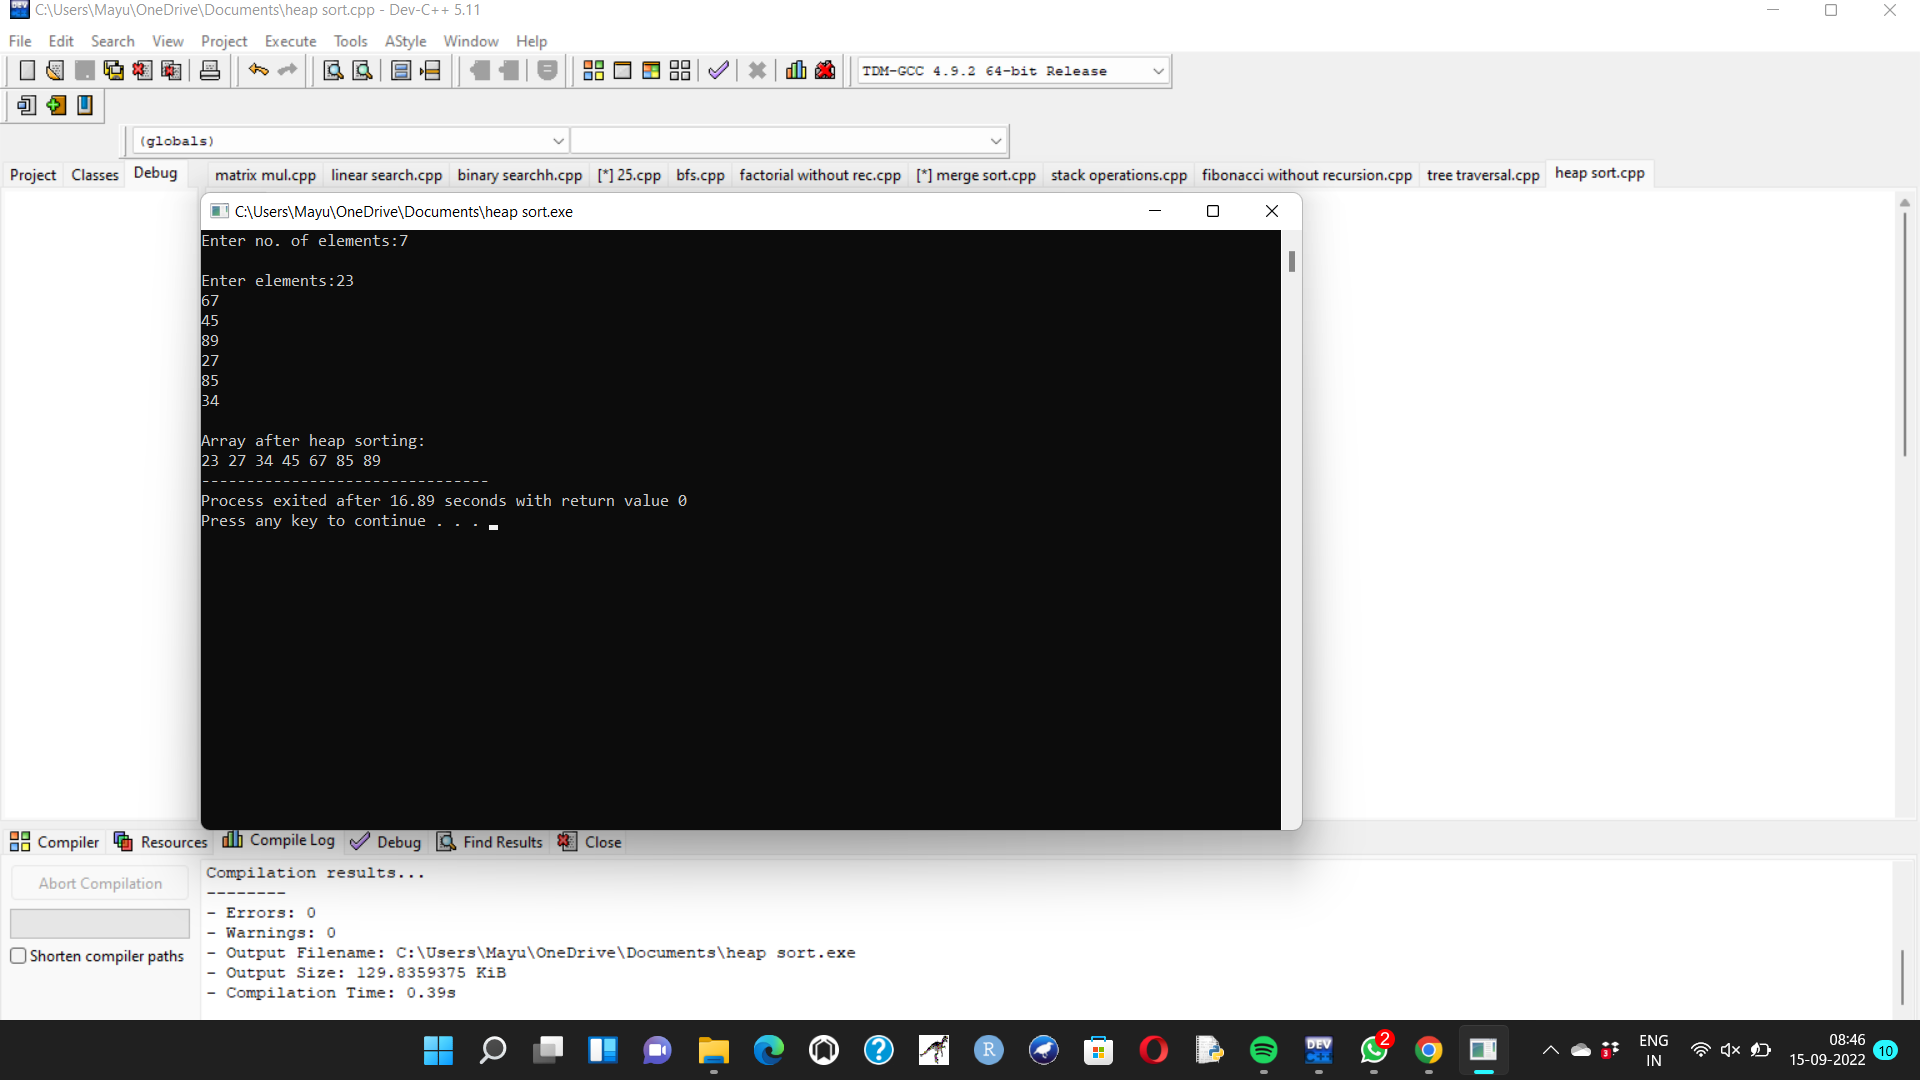 C:\Users\Mayu\OneDrive\Documents\heap sort.cpp - Dev-C++ 5.11
File Edit Search View Project Execute Tools AStyle Window Help
TDM-GCC 4.9.2 64-bit Release
(globals)
Project Classes Debug
matrix mul.cpp linear search.cpp binary searchh.cpp [*] 25.cpp bfs.cpp factorial without rec.cpp [*] merge sort.cpp stack operations.cpp fibonacci without recursion.cpp tree traversal.cpp heap sort.cpp
C:\Users\Mayu\OneDrive\Documents\heap sort.exe
Enter no. of elements:7
Enter elements:23
67
45
89
27
85
34
Array after heap sorting:
23 27 34 45 67 85 89
--------------------------------
Process exited after 16.89 seconds with return value 0
Press any key to continue . . .
Compiler Resources Compile Log Debug Find Results Close
Abort Compilation
Shorten compiler paths
Compilation results...
--------
- Errors: 0
- Warnings: 0
- Output Filename: C:\Users\Mayu\OneDrive\Documents\heap sort.exe
- Output Size: 129.8359375 KiB
- Compilation Time: 0.39s
R
DEV
2
3
ENG
IN
08:46
15-09-2022
10